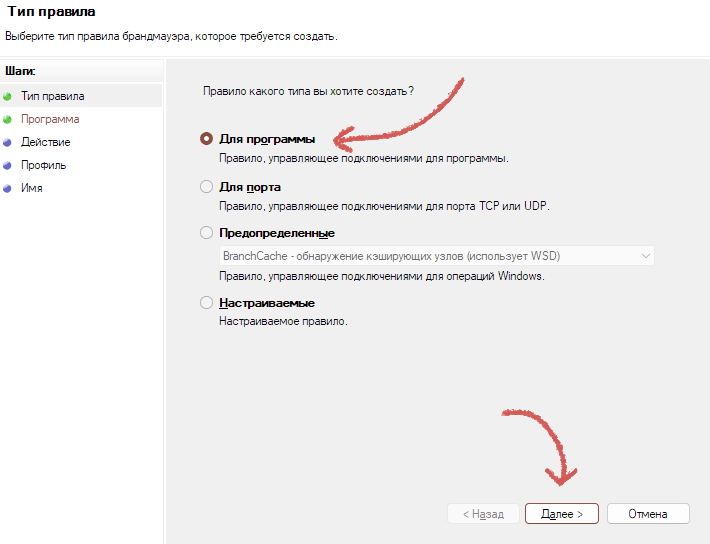 Тип правила
Выберите тип правила брандмауэра, которое требуется создать.
Шаги:
Тип правила
Программа
Действие
Профиль
Имя
Правило какого типа вы хотите создать?
Для программы
Правило, управляющее подключениями для программы.
Для порта
Правило, управляющее подключениями для порта TCP или UDP.
Предопределенные
BranchCache - обнаружение кэширующих узлов (использует WSD)
Правило, управляющее подключениями для операций Windows.
Настраиваемые
Настраиваемое правило.
< Назад
Далее >
Отмена